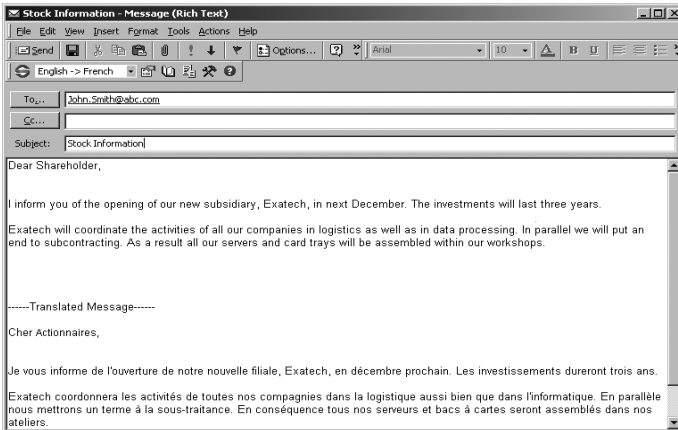 Stock Information - Message (Rich Text)
File Edit View Insert Format Tools Actions Help
Send Options... Arial 10 A B U
English -> French
To... John.Smith@abc.com
Cc...
Subject: Stock Information
Dear Shareholder,
I inform you of the opening of our new subsidiary, Exatech, in next December. The investments will last three years.
Exatech will coordinate the activities of all our companies in logistics as well as in data processing. In parallel we will put an
end to subcontracting. As a result all our servers and card trays will be assembled within our workshops.
------Translated Message------
Cher Actionnaires,
Je vous informe de l'ouverture de notre nouvelle filiale, Exatech, en décembre prochain. Les investissements dureront trois ans.
Exatech coordonnera les activités de toutes nos compagnies dans la logistique aussi bien que dans l'informatique. En parallèle
nous mettrons un terme à la sous-traitance. En conséquence tous nos serveurs et bacs à cartes seront assemblés dans nos
ateliers.